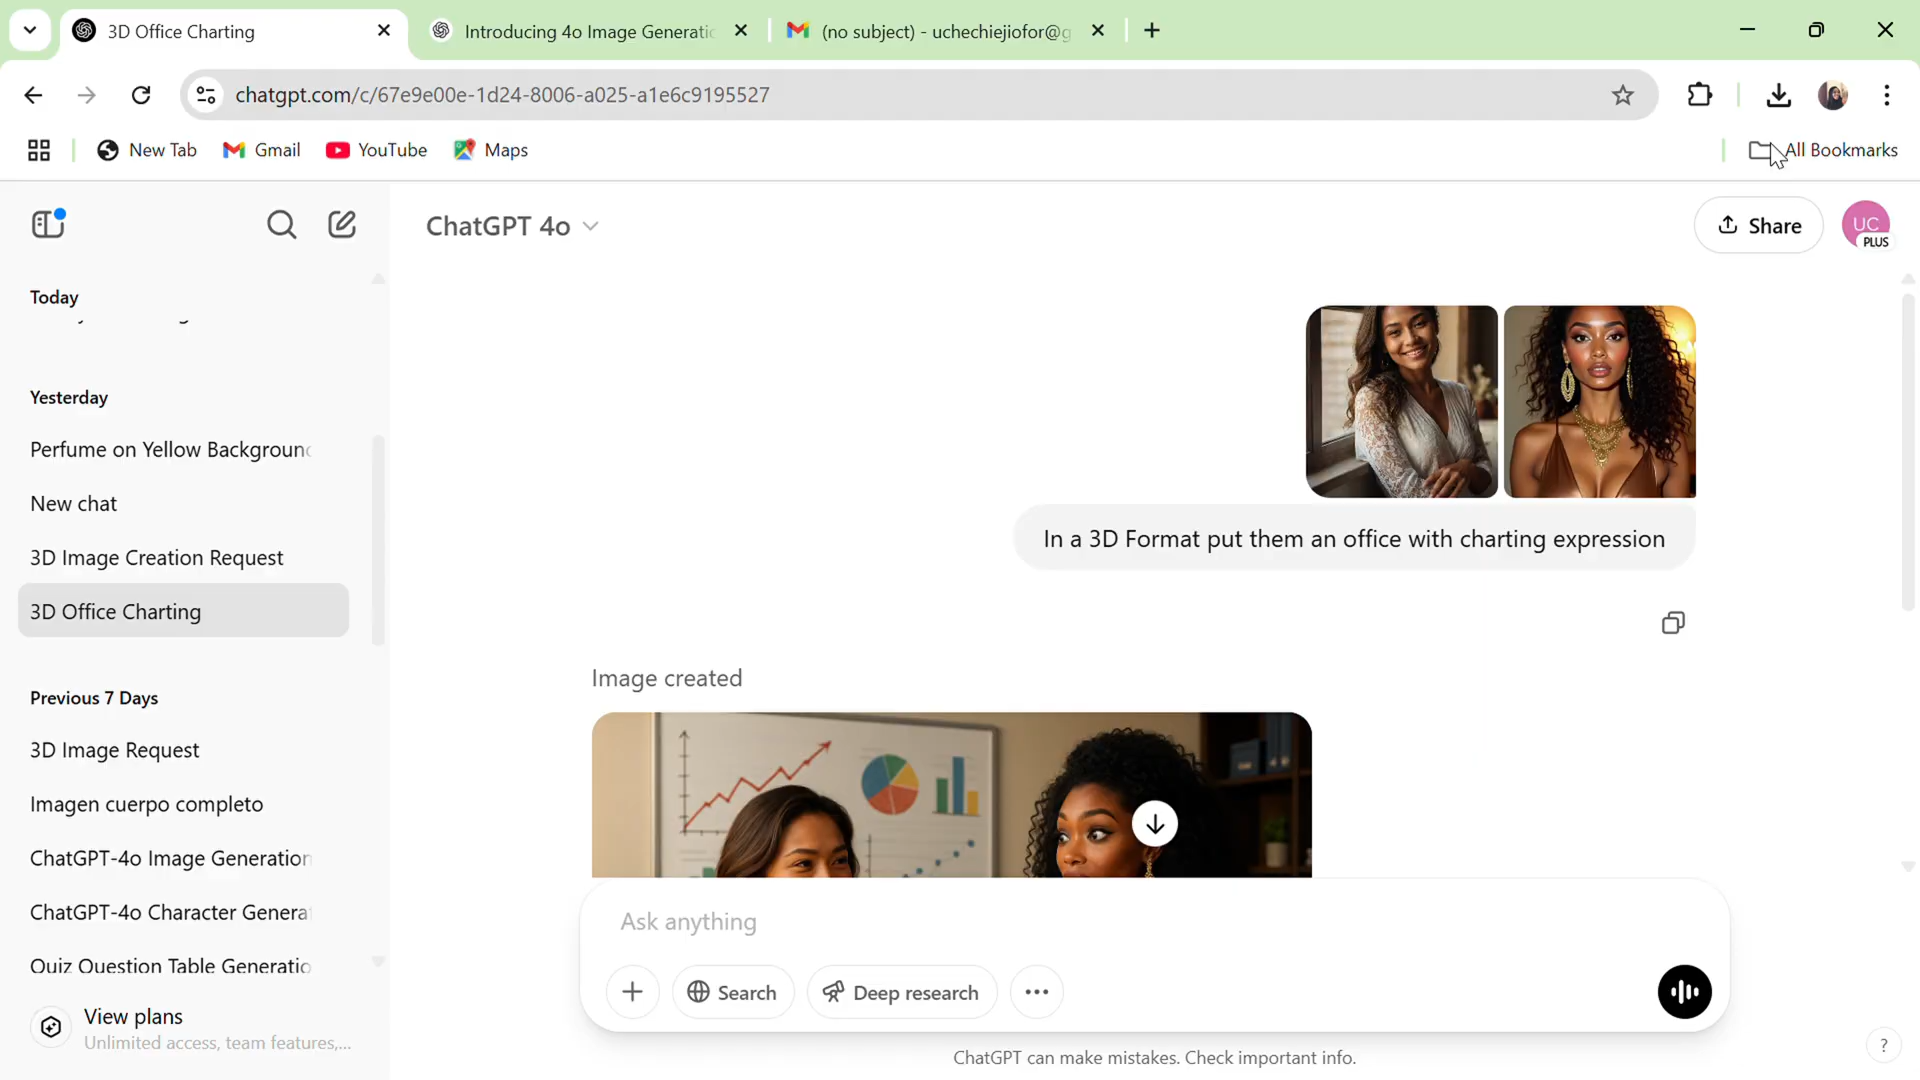 3D Office Charting
Introducing 4o Image Generatic
(no subject) - uchechiejiofor@g
chatgpt.com/c/67e9e00e-1d24-8006-a025-a1e6c9195527
New Tab
Gmail
YouTube
Maps
All Bookmarks
ChatGPT 4o
Share
UC
PLUS
Today
Yesterday
Perfume on Yellow Background
New chat
3D Image Creation Request
3D Office Charting
Previous 7 Days
3D Image Request
Imagen cuerpo completo
ChatGPT-4o Image Generation
ChatGPT-4o Character Genera
Quiz Question Table Generatio
View plans
Unlimited access, team features,...
In a 3D Format put them an office with charting expression
Image created
Ask anything
Search
Deep research
ChatGPT can make mistakes. Check important info.
?